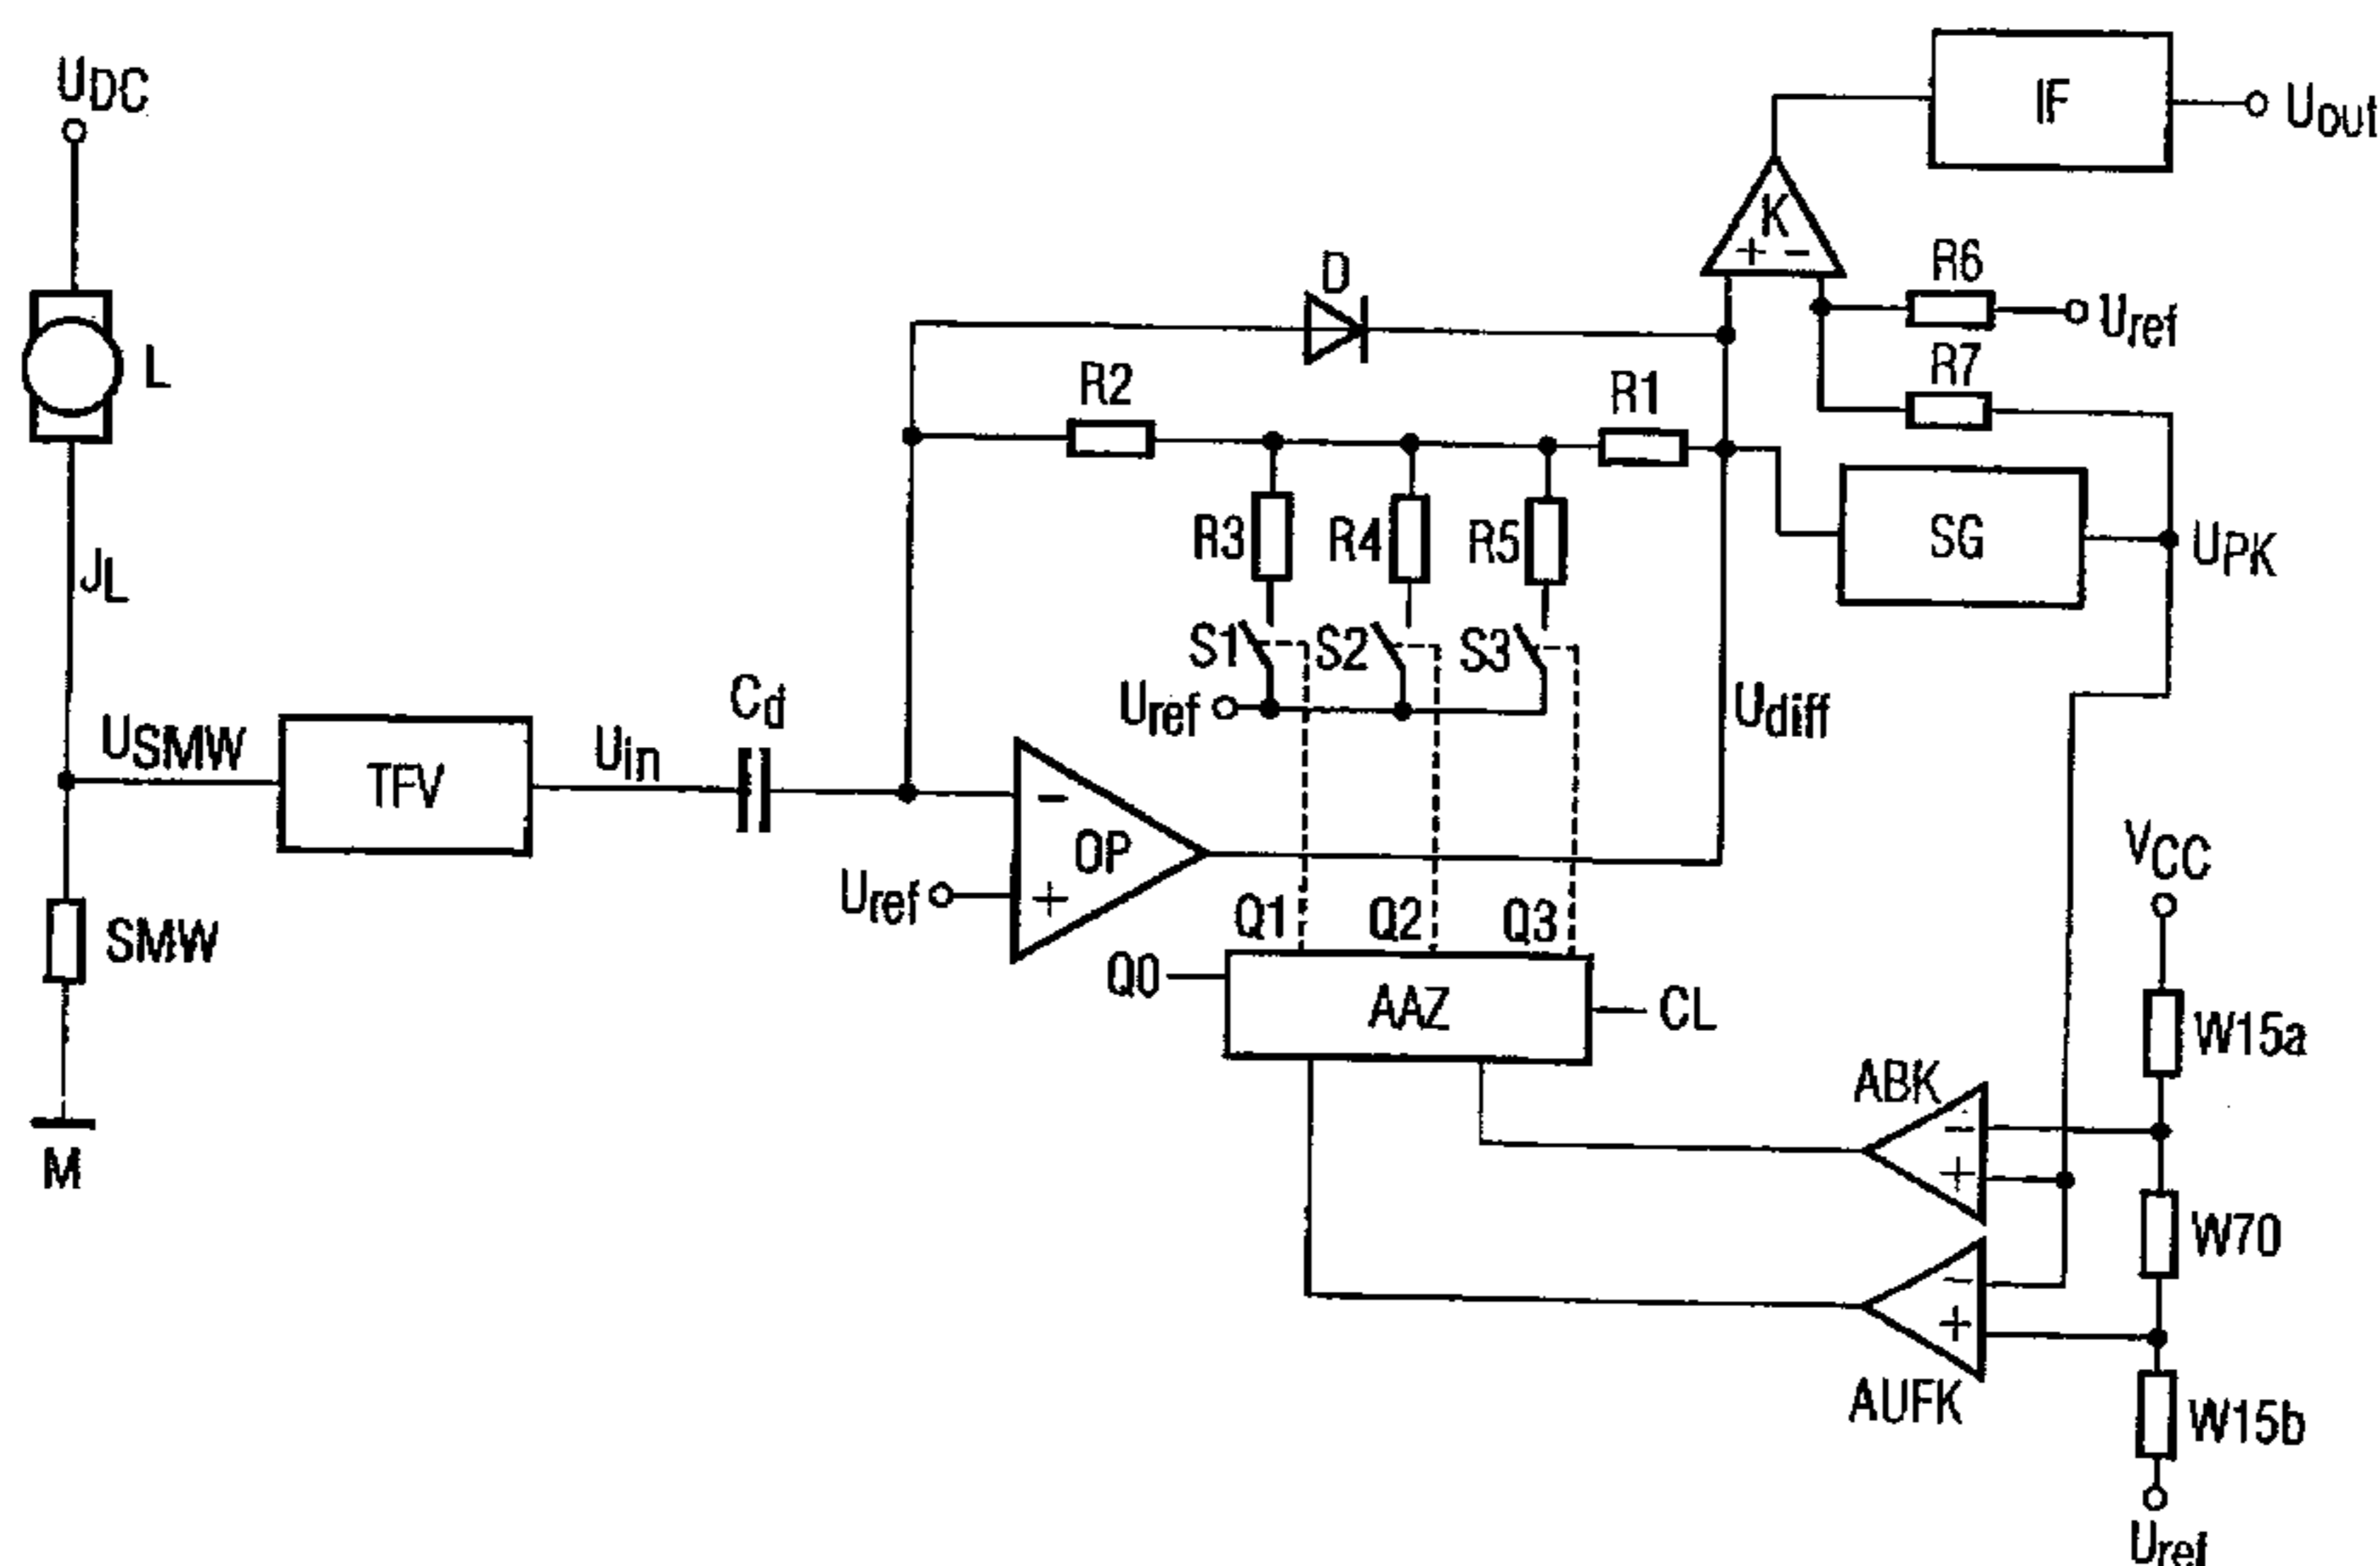 UDC
L
JL
USMW
TFV
Uin
Cd
SMW
M
D
R2
R1
R3
R4
R5
S1
S2
S3
Uref
Udiff
-
OP
+
Uref
Q0
Q1
Q2
Q3
AAZ
CL
K
+ -
IF
Uout
R6
Uref
R7
SG
UPK
VCC
W15a
ABK
-
+
W70
-
+
AUFK
W15b
Uref